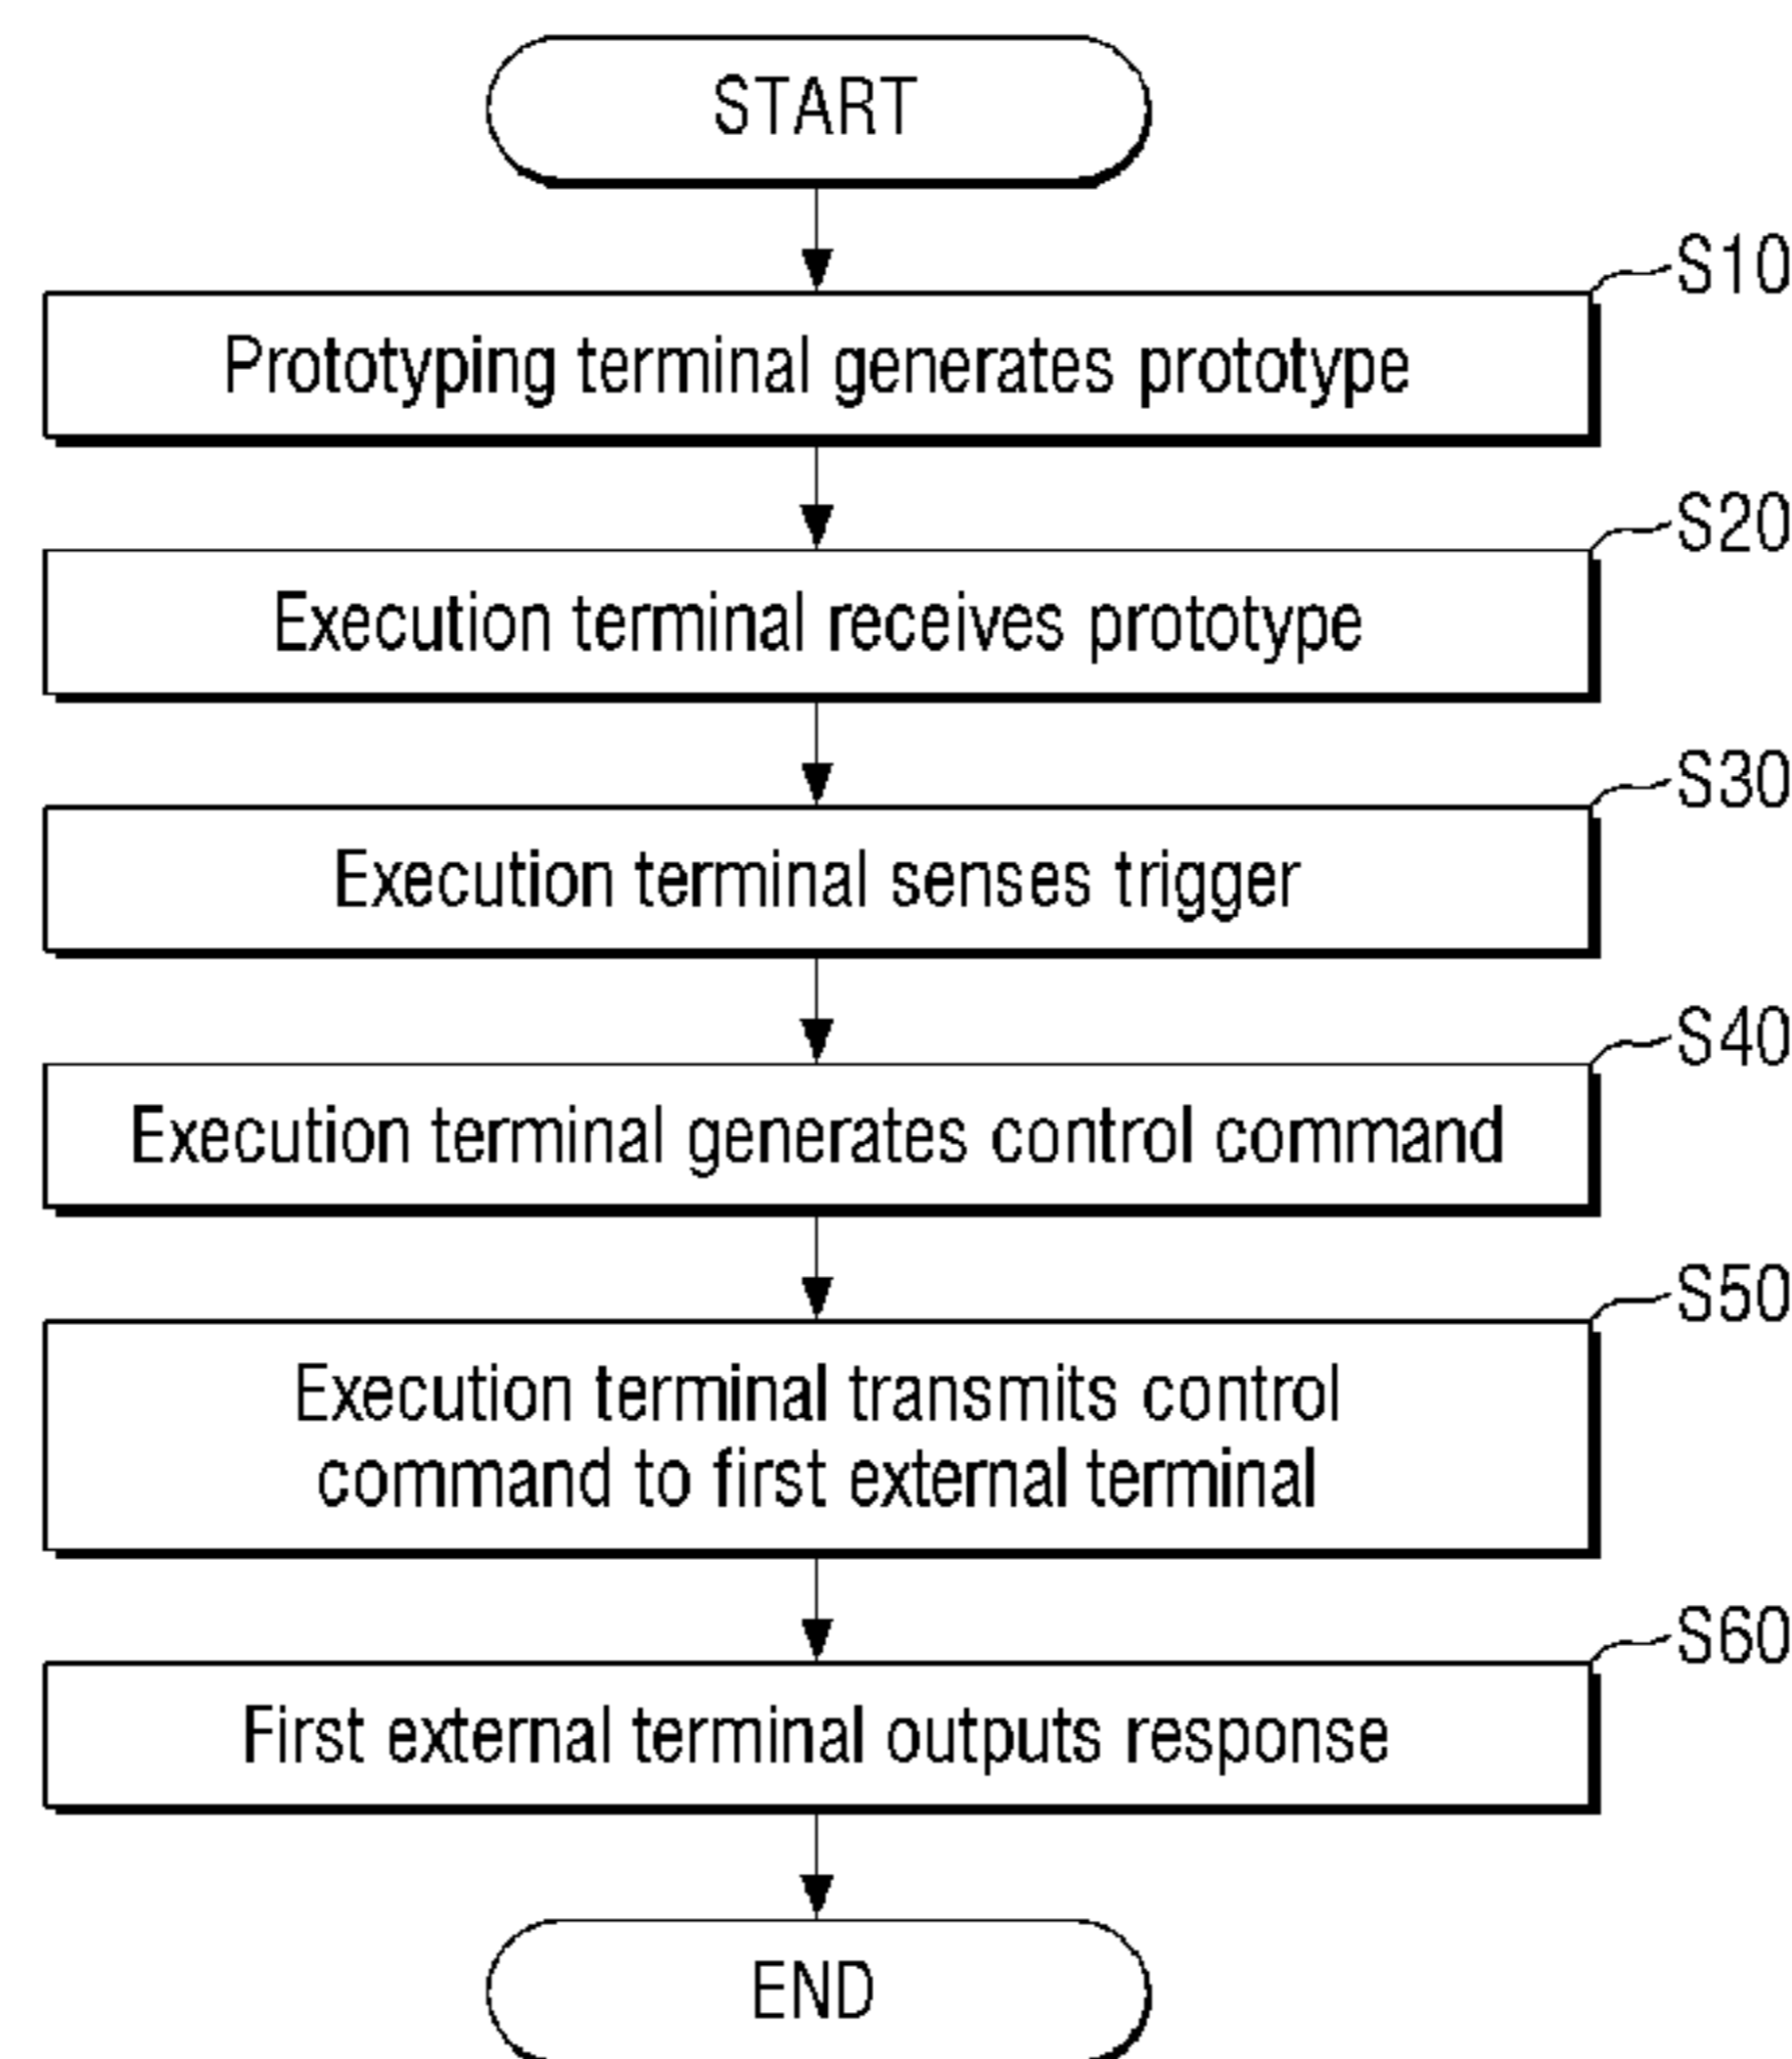 START
S10
Prototyping terminal generates prototype
S20
Execution terminal receives prototype
S30
Execution terminal senses trigger
S40
Execution terminal generates control command
S50
Execution terminal transmits control
command to first external terminal
S60
First external terminal outputs response
END